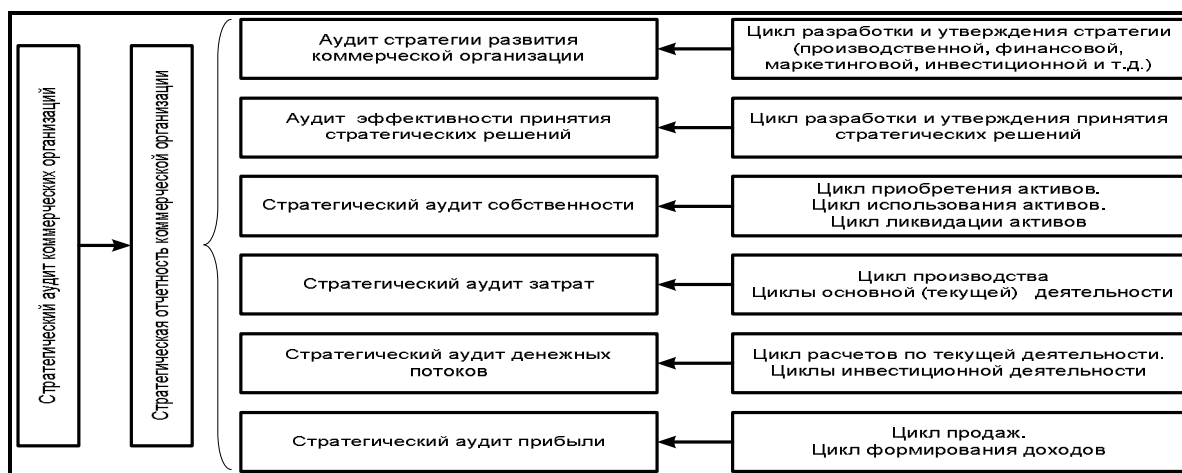 Стратегический аудит коммерческих организаций
Стратегическая отчетность коммерческой организации
Аудит стратегии развития
коммерческой организации
Цикл разработки и утверждения стратегии
(производственной, финансовой,
маркетинговой, инвестиционной и т.д.)
Аудит эффективности принятия
стратегических решений
Цикл разработки и утверждения принятия
стратегических решений
Стратегический аудит собственности
Цикл приобретения активов.
Цикл использования активов.
Цикл ликвидации активов
Стратегический аудит затрат
Цикл производства
Циклы основной (текущей) деятельности
Стратегический аудит денежных
потоков
Цикл расчетов по текущей деятельности.
Циклы инвестиционной деятельности
Стратегический аудит прибыли
Цикл продаж.
Цикл формирования доходов